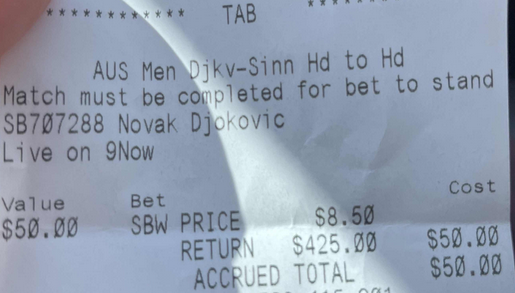 ************ TAB ******
AUS Men Djkv-Sinn Hd to Hd
Match must be completed for bet to stand
SB707288 Novak Djokovic
Live on 9Now
Value Bet Cost
$50.00 SBW PRICE $8.50
RETURN $425.00 $50.00
ACCRUED TOTAL $50.00